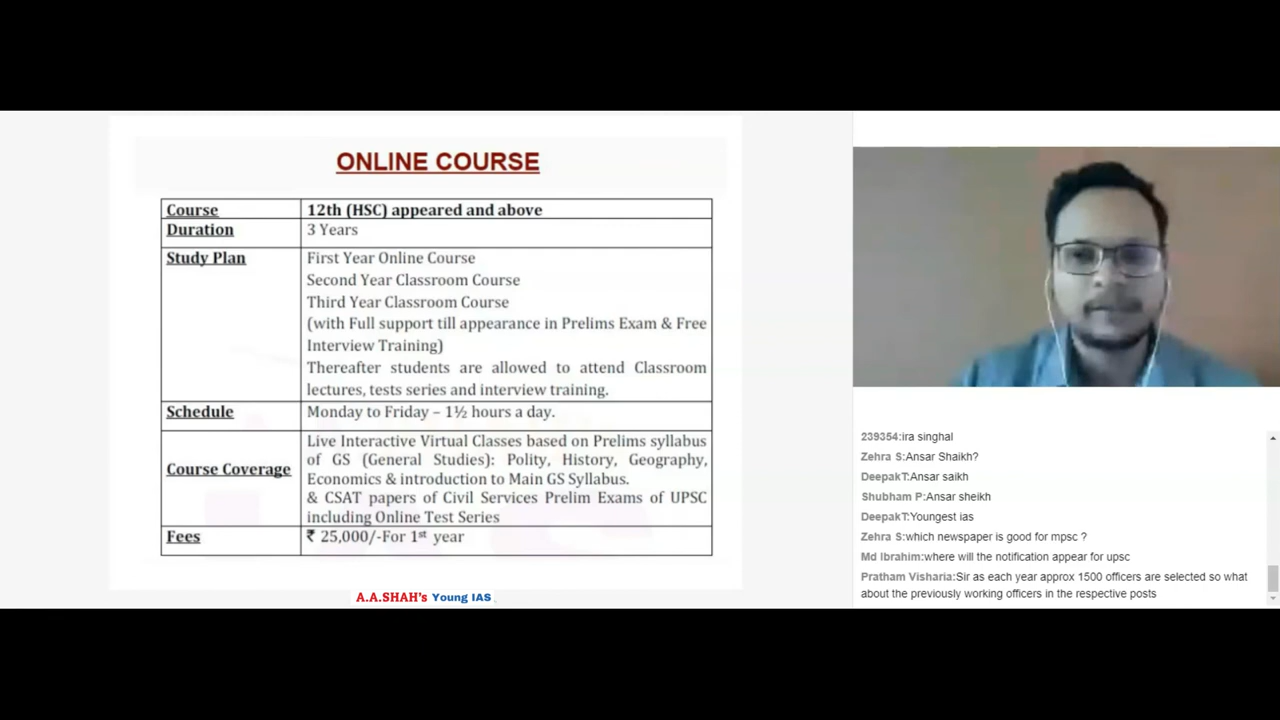 ONLINE COURSE
Course 12th (HSC) appeared and above
Duration 3 Years
Study Plan First Year Online Course
Second Year Classroom Course
Third Year Classroom Course
(with Full support till appearance in Prelims Exam & Free
Interview Training)
Thereafter students are allowed to attend Classroom
lectures, tests series and interview training.
Schedule Monday to Friday – 1½ hours a day.
Course Coverage Live Interactive Virtual Classes based on Prelims syllabus
of GS (General Studies): Polity, History, Geography,
Economics & introduction to Main GS Syllabus.
& CSAT papers of Civil Services Prelim Exams of UPSC
including Online Test Series
Fees ₹ 25,000/-For 1st year
A.A.SHAH's Young IAS
239354:ira singhal
Zehra S:Ansar Shaikh?
DeepakT:Ansar saikh
Shubham P:Ansar sheikh
DeepakT:Youngest ias
Zehra S:which newspaper is good for mpsc ?
Md Ibrahim:where will the notification appear for upsc
Pratham Visharia:Sir as each year approx 1500 officers are selected so what
about the previously working officers in the respective posts